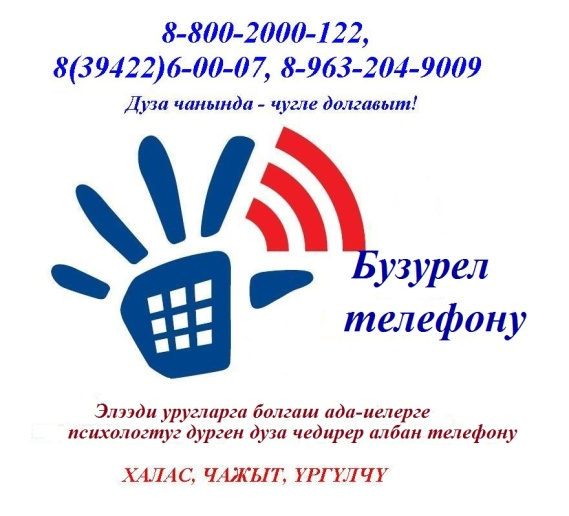 8-800-2000-122,
8(39422)6-00-07, 8-963-204-9009
Дуза чанында - чугле долгавыт!
Бузурел
телефону
Элээди уругларга болгаш ада-иелерге
психологтуг дурген дуза чедирер албан телефону
ХАЛАС, ЧАЖЫТ, ҮРГҮЛЧҮ